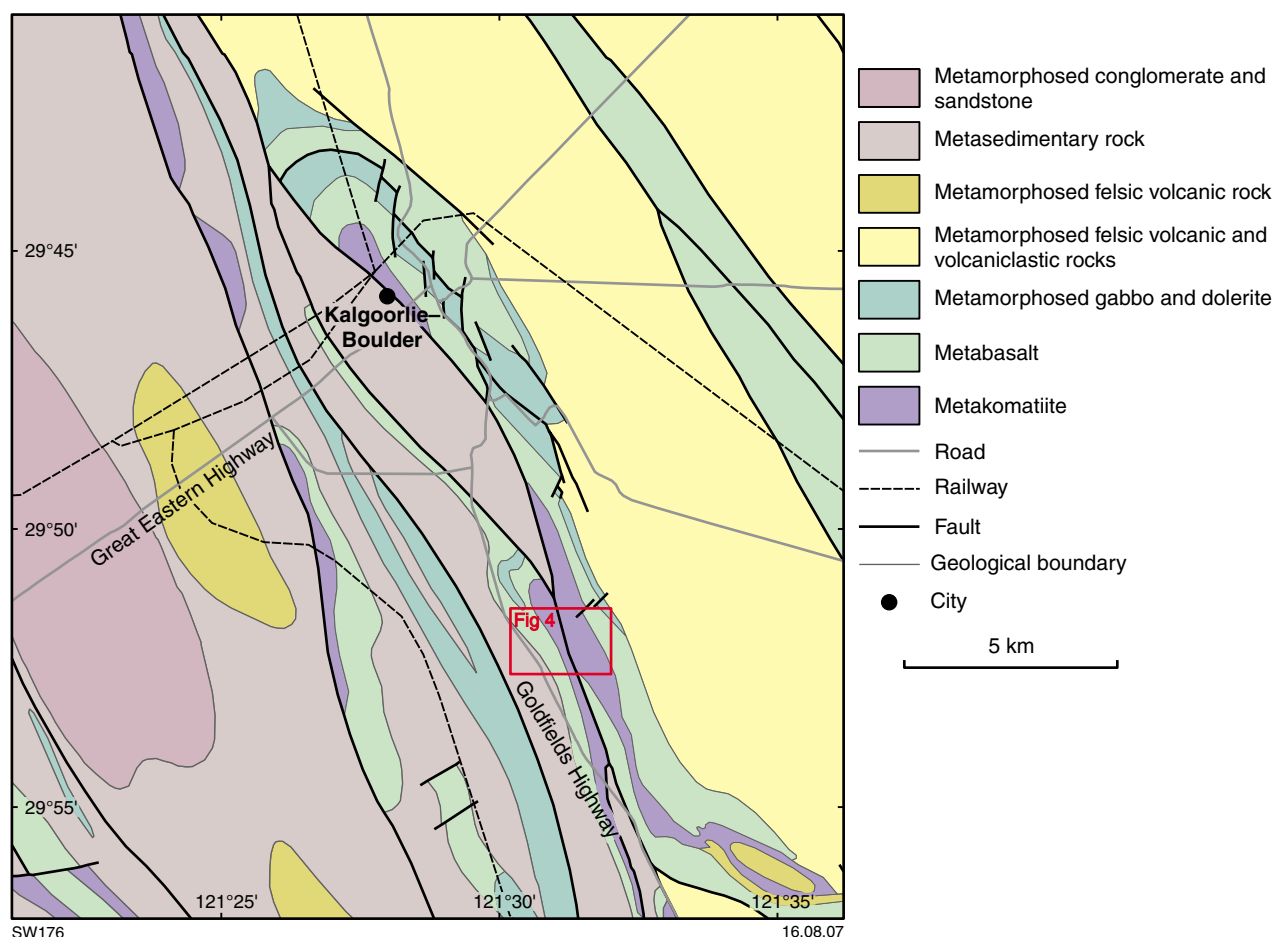 Metamorphosed conglomerate and
sandstone
Metasedimentary rock
Metamorphosed felsic volcanic rock
Metamorphosed felsic volcanic and
volcaniclastic rocks
Metamorphosed gabbo and dolerite
Metabasalt
Metakomatiite
Road
Railway
Fault
Geological boundary
City
5 km
29°45'
Kalgoorlie–
Boulder
Great Eastern Highway
29°50'
Fig 4
Goldfields Highway
29°55'
121°25'
121°30'
121°35'
SW176
16.08.07